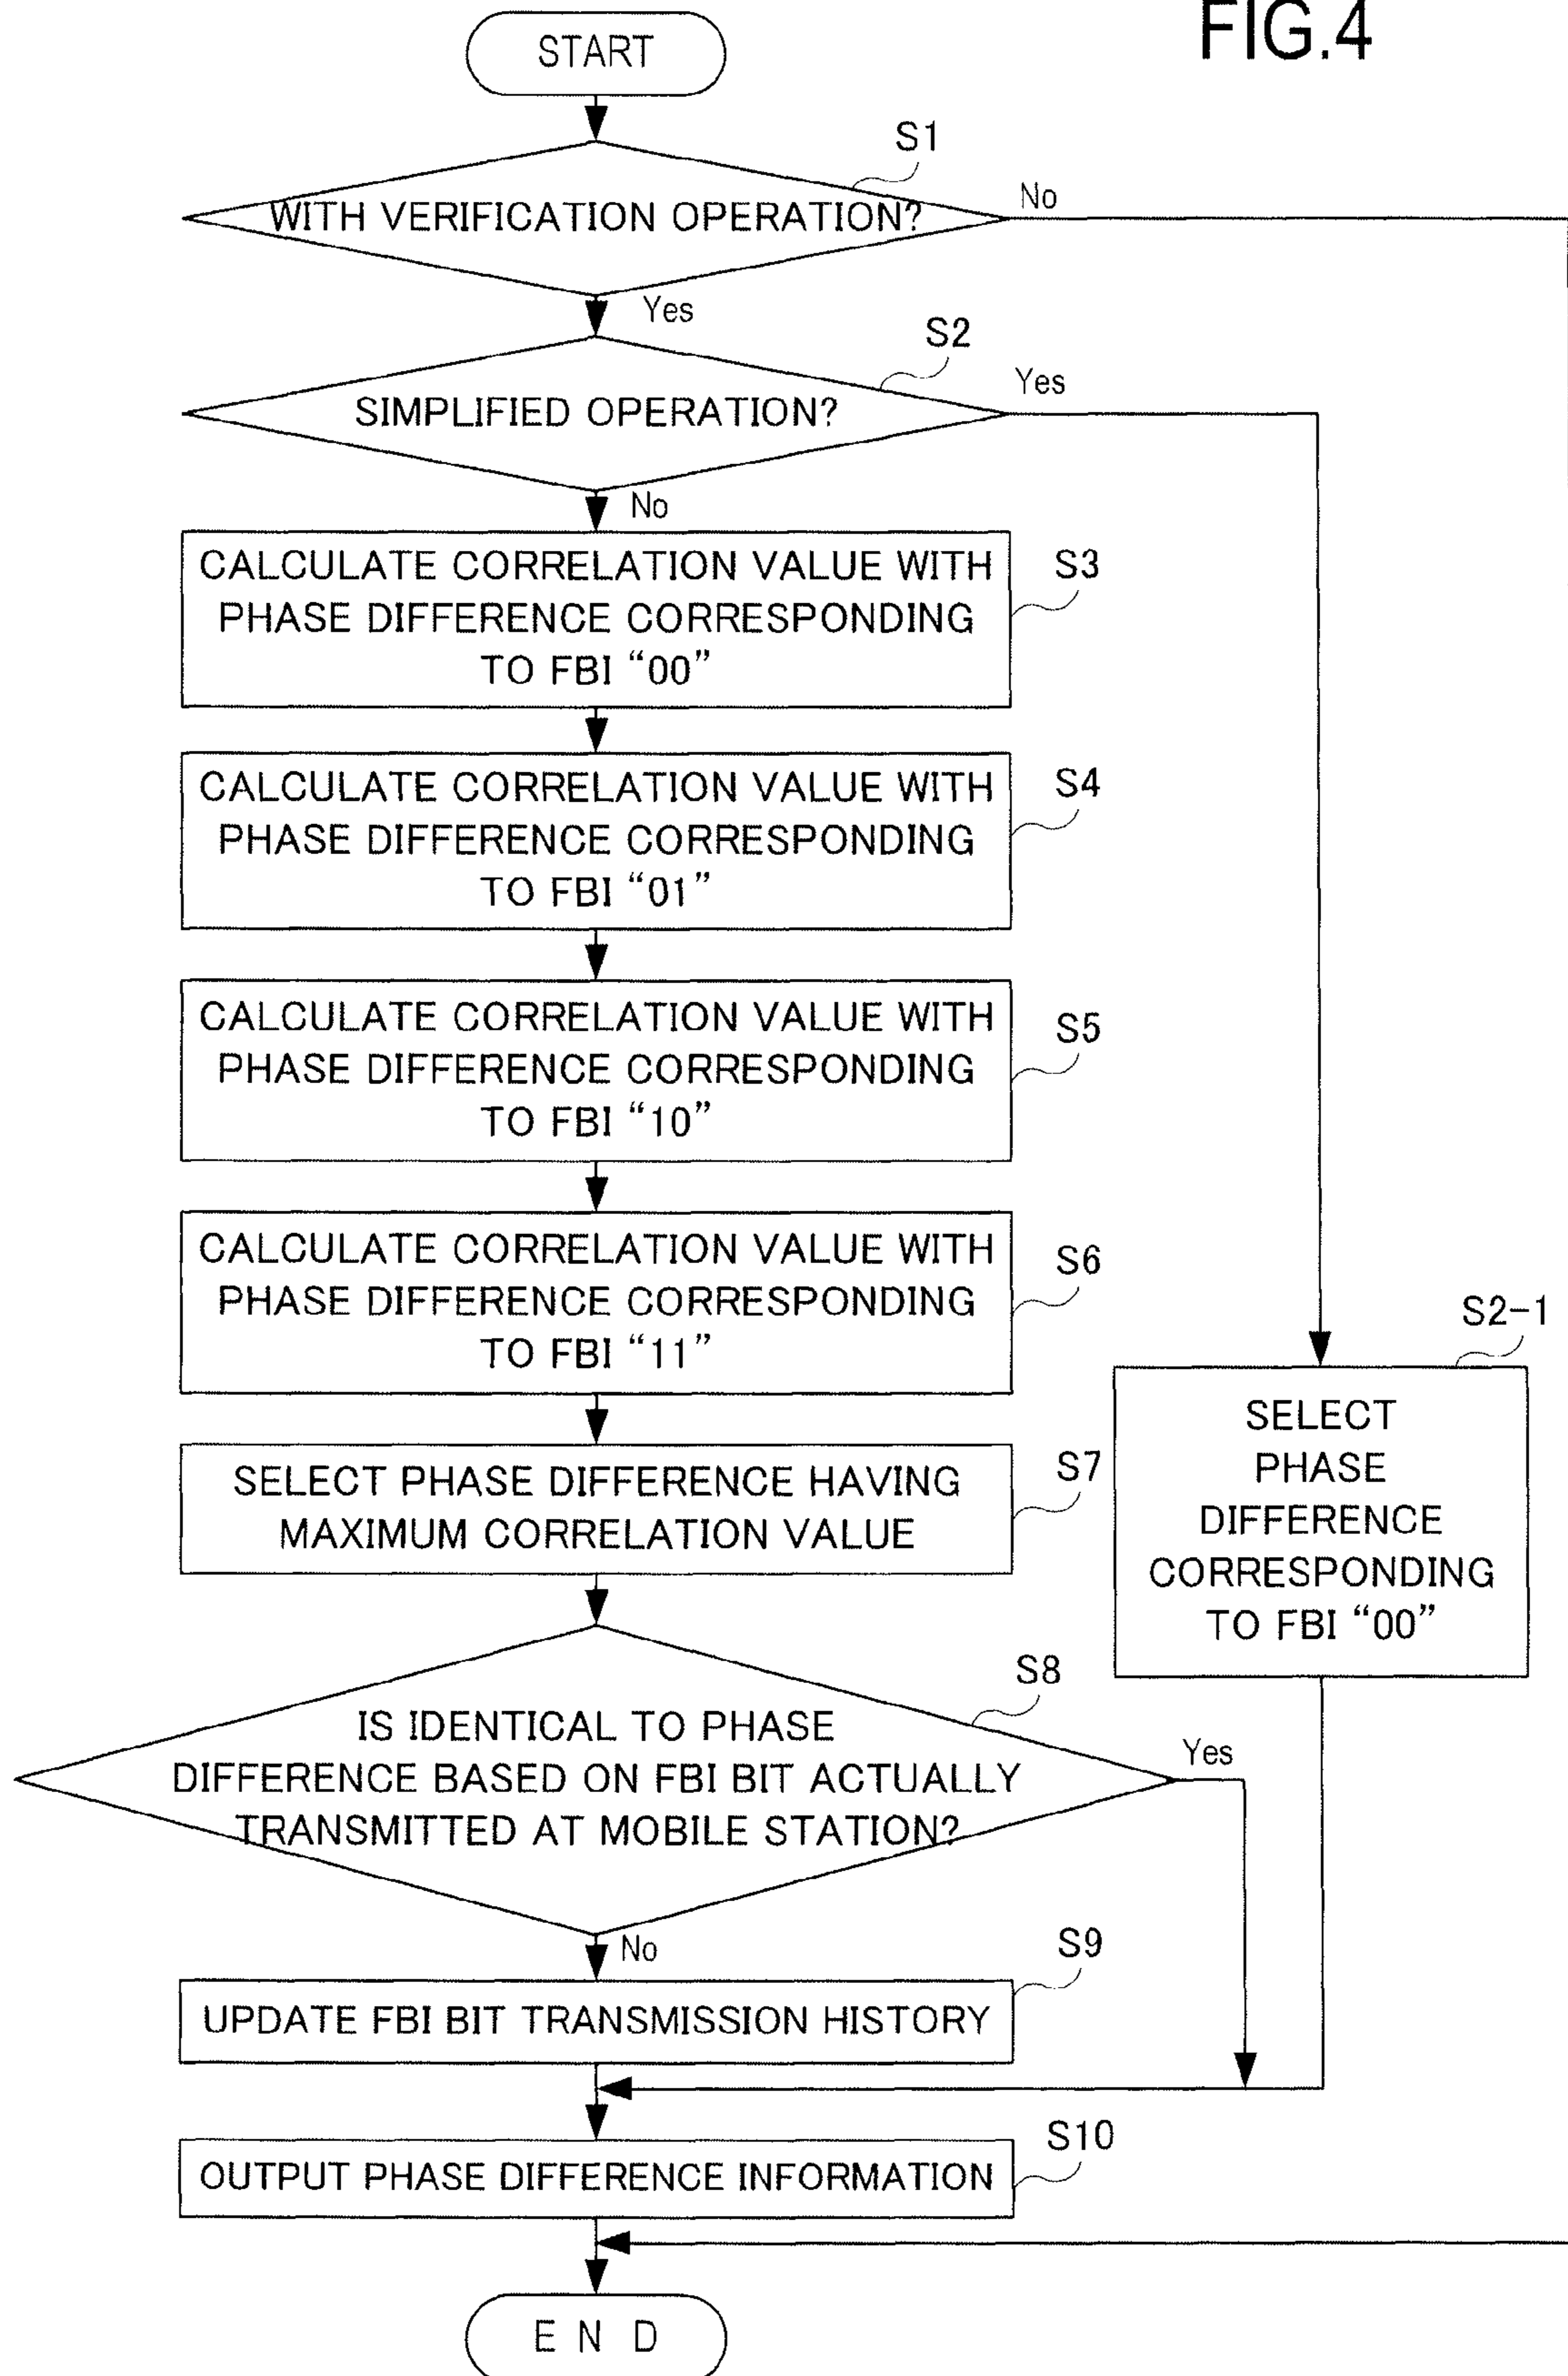 FIG.4
START
S1
WITH VERIFICATION OPERATION?
No
Yes
S2
SIMPLIFIED OPERATION?
Yes
No
CALCULATE CORRELATION VALUE WITH
PHASE DIFFERENCE CORRESPONDING
TO FBI “00”
S3
CALCULATE CORRELATION VALUE WITH
PHASE DIFFERENCE CORRESPONDING
TO FBI “01”
S4
CALCULATE CORRELATION VALUE WITH
PHASE DIFFERENCE CORRESPONDING
TO FBI “10”
S5
CALCULATE CORRELATION VALUE WITH
PHASE DIFFERENCE CORRESPONDING
TO FBI “11”
S6
S2-1
SELECT
PHASE
DIFFERENCE
CORRESPONDING
TO FBI “00”
SELECT PHASE DIFFERENCE HAVING
MAXIMUM CORRELATION VALUE
S7
S8
IS IDENTICAL TO PHASE
DIFFERENCE BASED ON FBI BIT ACTUALLY
TRANSMITTED AT MOBILE STATION?
Yes
No
S9
UPDATE FBI BIT TRANSMISSION HISTORY
S10
OUTPUT PHASE DIFFERENCE INFORMATION
E N D